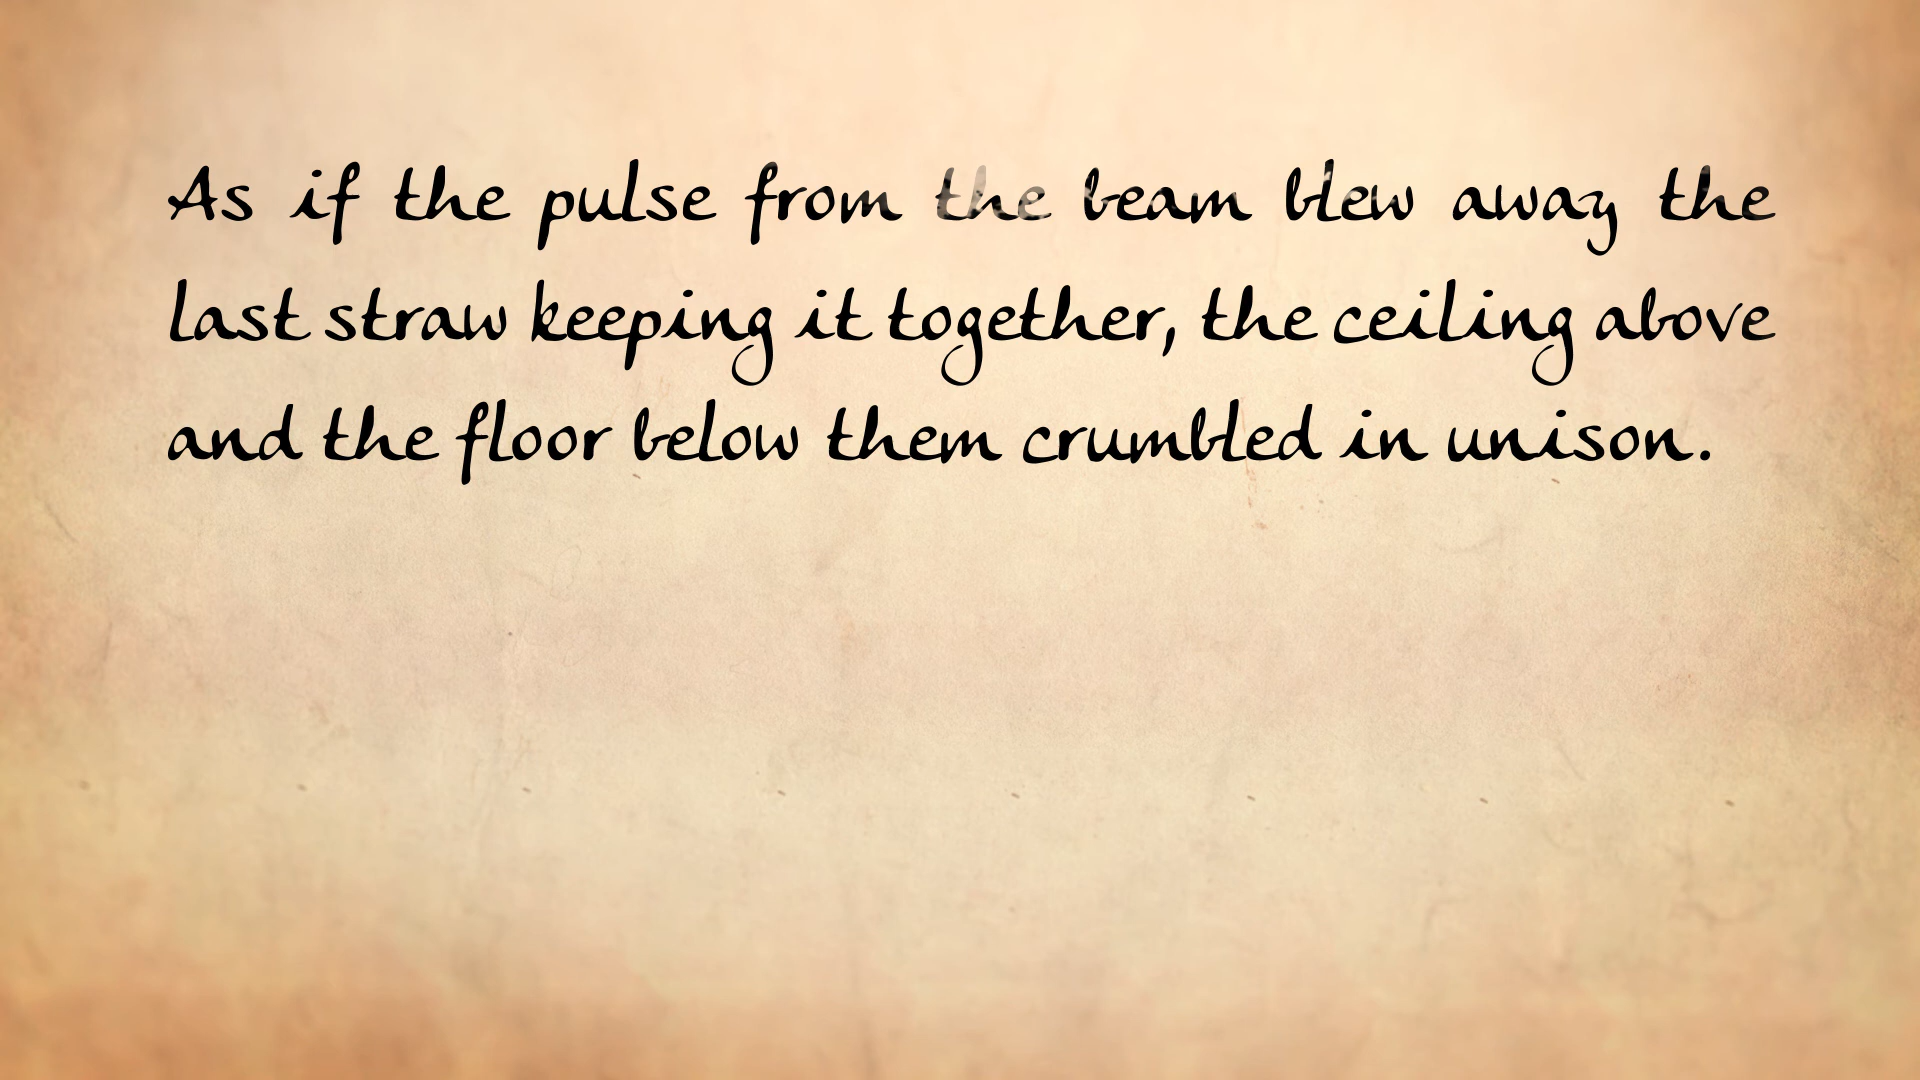 As if the pulse from the beam blew away the
last straw keeping it together, the ceiling above
and the floor below them crumbled in unison.